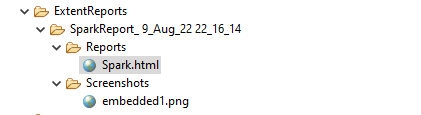 ExtentReports
SparkReport_ 9_Aug_22 22_16_14
Reports
Spark.html
Screenshots
embedded1.png